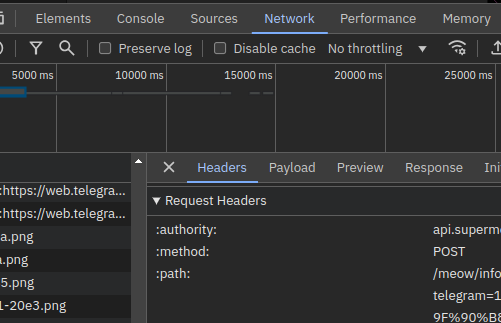 Elements Console Sources Network Performance Memory
Preserve log Disable cache No throttling
5000 ms 10000 ms 15000 ms 20000 ms 25000 ms
Headers Payload Preview Response Ini
:https://web.telegra...
Request Headers
:https://web.telegra...
:authority: api.superme
a.png
:method: POST
a.png
:path: /meow/info
5.png
telegram=1
1-20e3.png
9F%90%B8